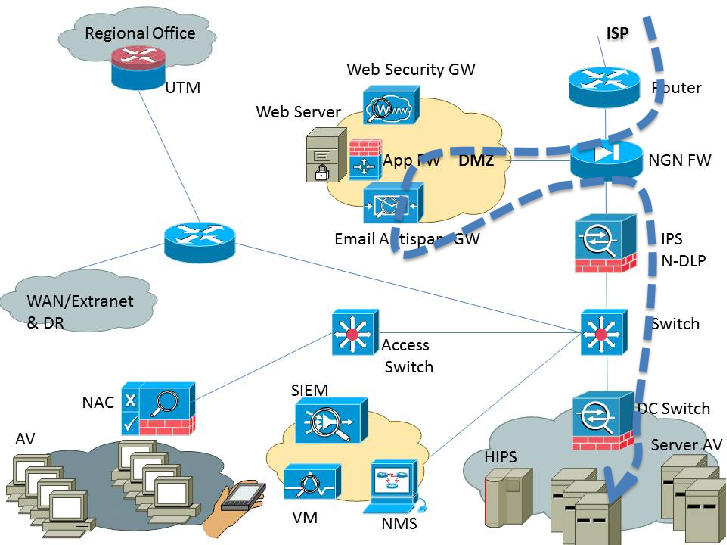 Regional Office
ISP
UTM
Web Security GW
Router
Web Server
App FW
DMZ
NGN FW
Email Antispam GW
IPS
N-DLP
WAN/Extranet
& DR
Switch
Access
Switch
NAC
SIEM
DC Switch
AV
Server AV
HIPS
VM
NMS